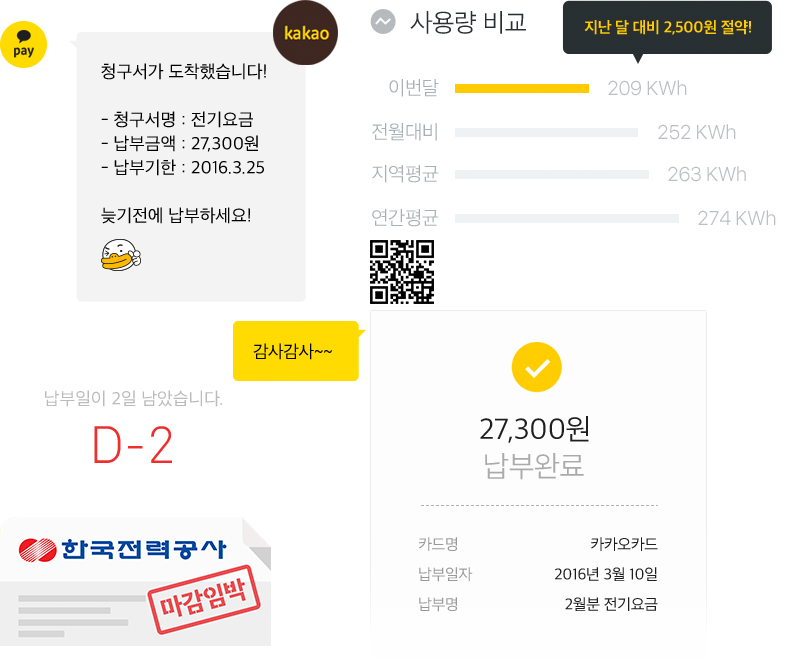 pay
kakao
청구서가 도착했습니다!
- 청구서명 : 전기요금
- 납부금액 : 27,300원
- 납부기한 : 2016.3.25
늦기전에 납부하세요!
감사감사~~
납부일이 2일 남았습니다.
D-2
한국전력공사
마감임박
사용량 비교
지난 달 대비 2,500원 절약!
이번달 209 KWh
전월대비 252 KWh
지역평균 263 KWh
연간평균 274 KWh
27,300원
납부완료
카드명 카카오카드
납부일자 2016년 3월 10일
납부명 2월분 전기요금